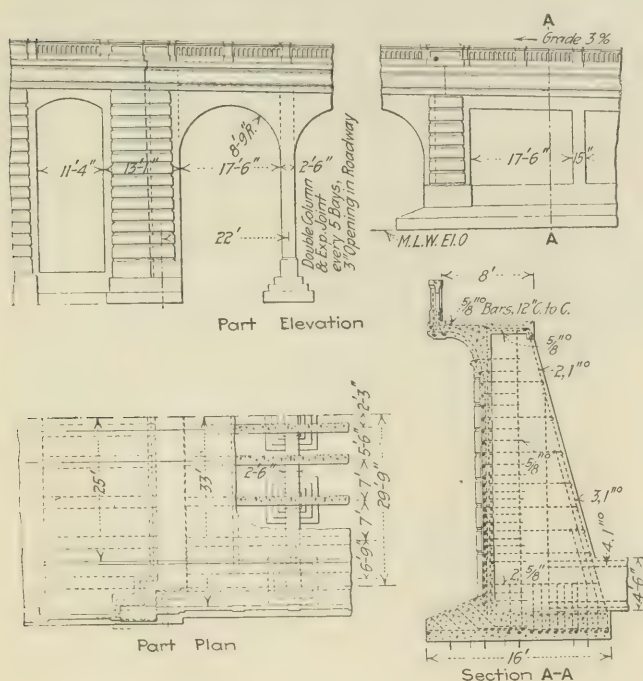 A
Grade 3%
11'-4"
13'-1"
17'-6"
8'-9"R.
2'-6"
22'
Double Column
& Exp. Joint
every 5 Bays,
3" Opening in Roadway
Part Elevation
17'-6"
15"
M.L.W. El.0
A
8'
5/8"□ Bars, 12" C. to C.
5/8"□
2, 1"□
5/8"□
3, 1"□
4, 1"□
2, 5/8"□
4'-6"
16'
Section A-A
25'
33'
2'-6"
6'-9"
7'
7'
5'-6"
2'-3"
29'-9"
Part Plan